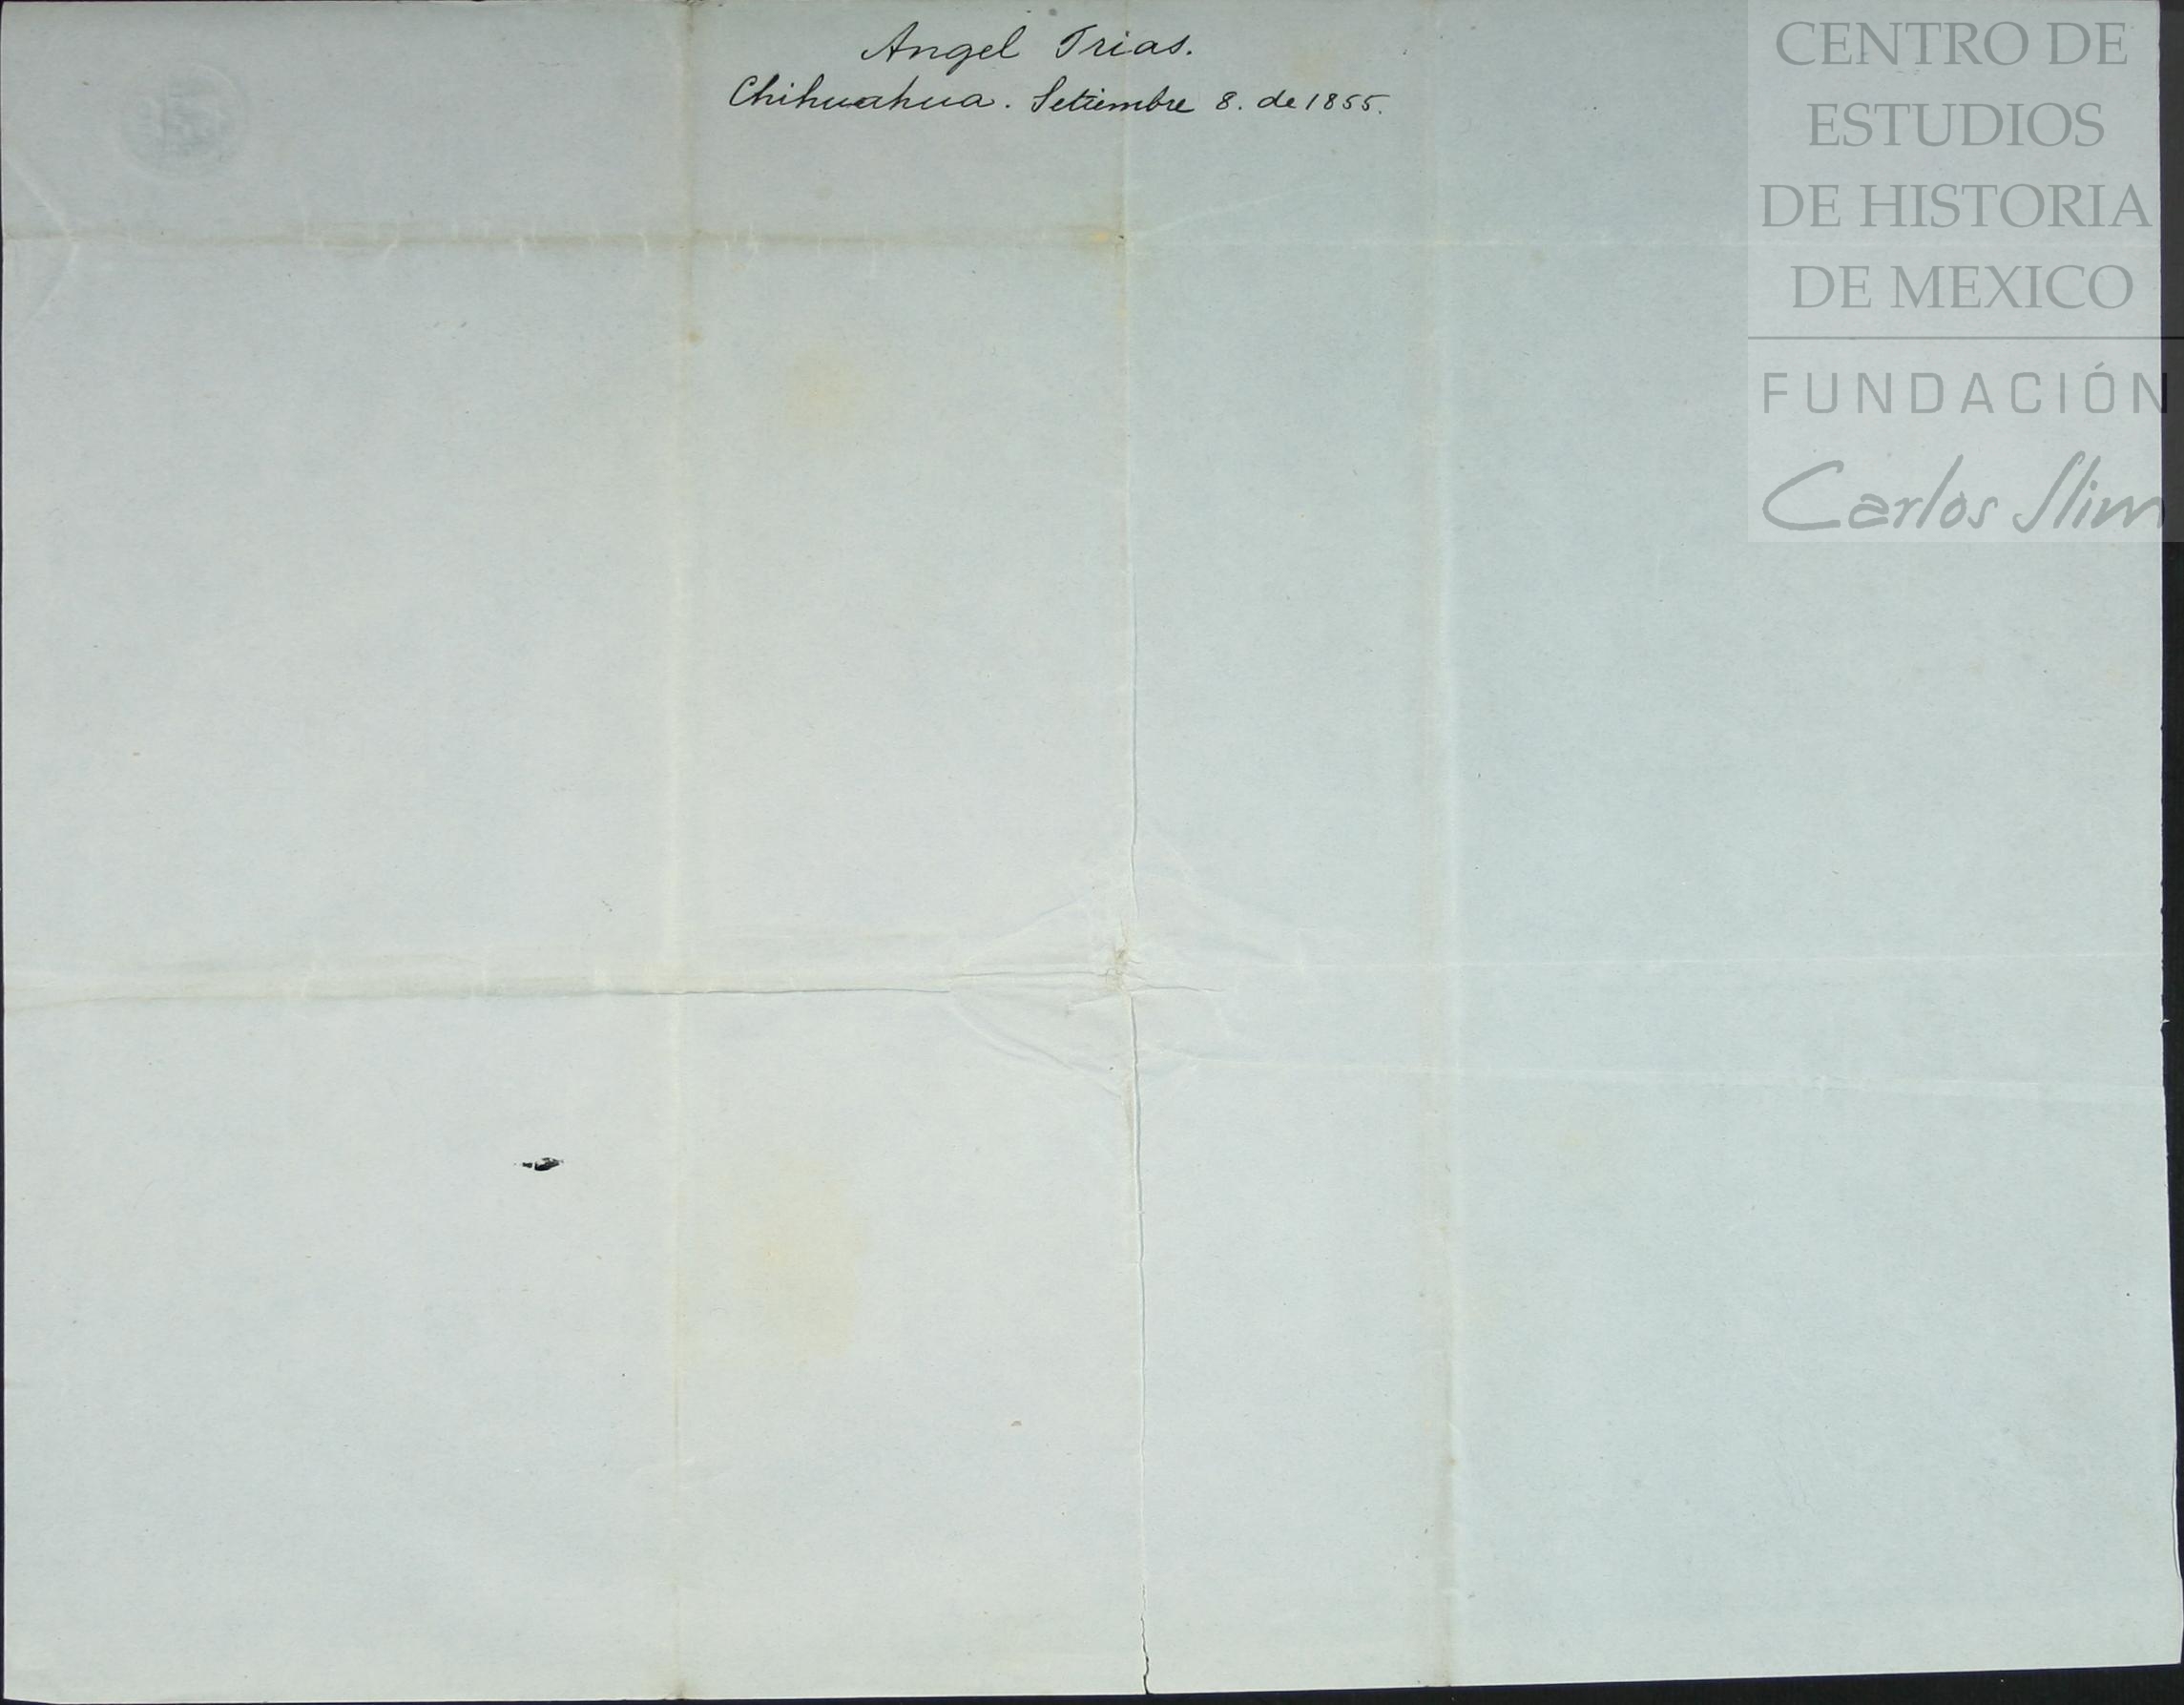 Angel Trias.
Chihuahua. Setiembre 8. de 1855.
CENTRO DE
ESTUDIOS
DE HISTORIA
DE MEXICO
FUNDACIÓN
Carlos Slim